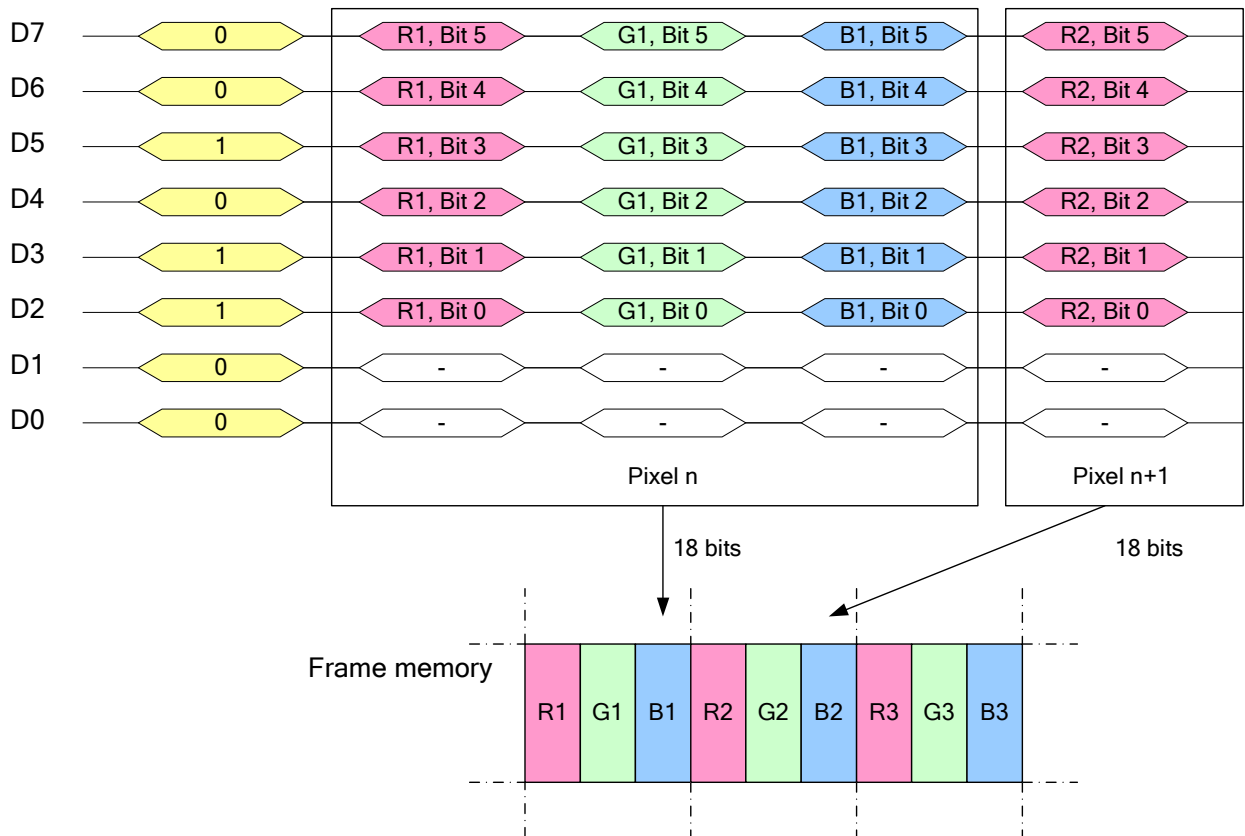 D7 0 R1, Bit 5 G1, Bit 5 B1, Bit 5 R2, Bit 5
D6 0 R1, Bit 4 G1, Bit 4 B1, Bit 4 R2, Bit 4
D5 1 R1, Bit 3 G1, Bit 3 B1, Bit 3 R2, Bit 3
D4 0 R1, Bit 2 G1, Bit 2 B1, Bit 2 R2, Bit 2
D3 1 R1, Bit 1 G1, Bit 1 B1, Bit 1 R2, Bit 1
D2 1 R1, Bit 0 G1, Bit 0 B1, Bit 0 R2, Bit 0
D1 0 - - - -
D0 0 - - - -
Pixel n Pixel n+1
18 bits 18 bits
Frame memory
R1 G1 B1 R2 G2 B2 R3 G3 B3